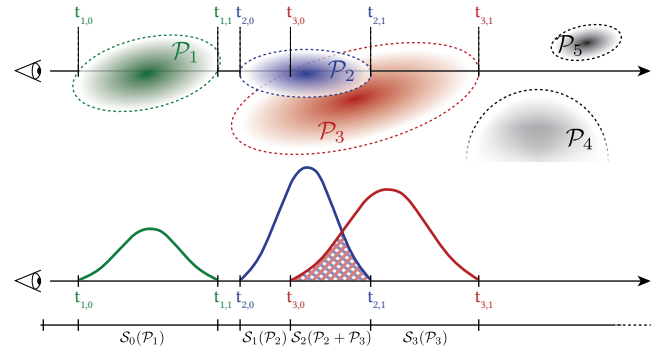 t1,0 t1,1 t2,0 t3,0 t2,1 t3,1
𝒫1 𝒫2 𝒫3 𝒫4 𝒫5
t1,0 t1,1 t2,0 t3,0 t2,1 t3,1
𝒮0(𝒫1) 𝒮1(𝒫2) 𝒮2(𝒫2 + 𝒫3) 𝒮3(𝒫3)